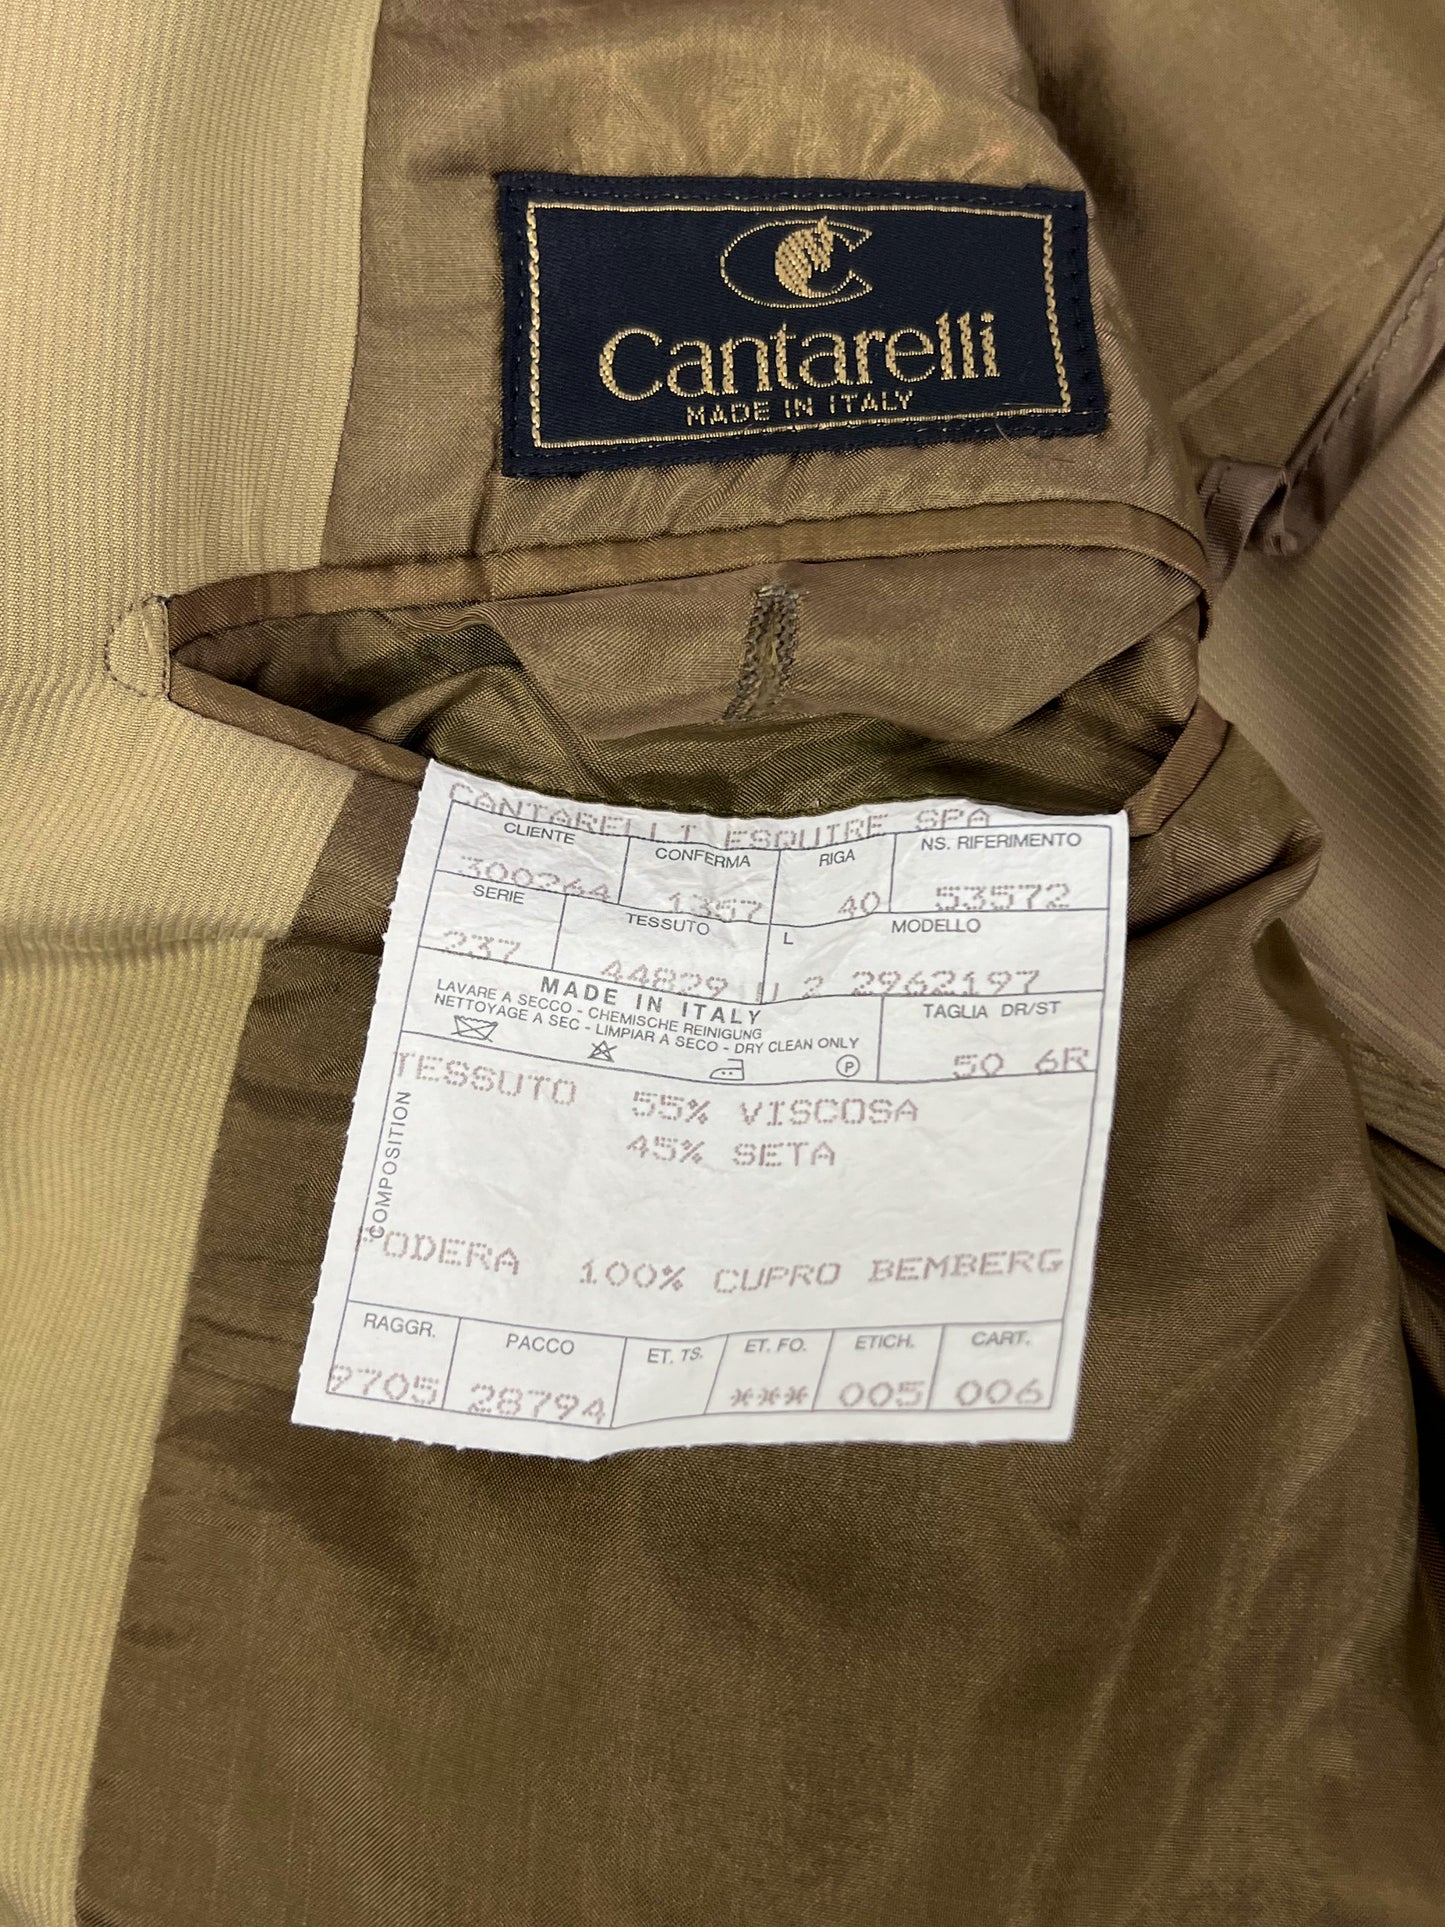 Cantarelli
MADE IN ITALY
CANTARELLI ESQUIRE SPA
CLIENTE CONFERMA RIGA NS. RIFERIMENTO
300264 1357 40 53572
SERIE TESSUTO L MODELLO
237 44829 U 2 2962197
MADE IN ITALY TAGLIA DR/ST
LAVARE A SECCO - CHEMISCHE REINIGUNG
NETTOYAGE A SEC - LIMPIAR A SECO - DRY CLEAN ONLY
P
50 6R
COMPOSITION
TESSUTO 55% VISCOSA
45% SETA
FODERA 100% CUPRO BEMBERG
RAGGR. PACCO ET. TS. ET. FO. ETICH. CART.
9705 28794 *** 005 006